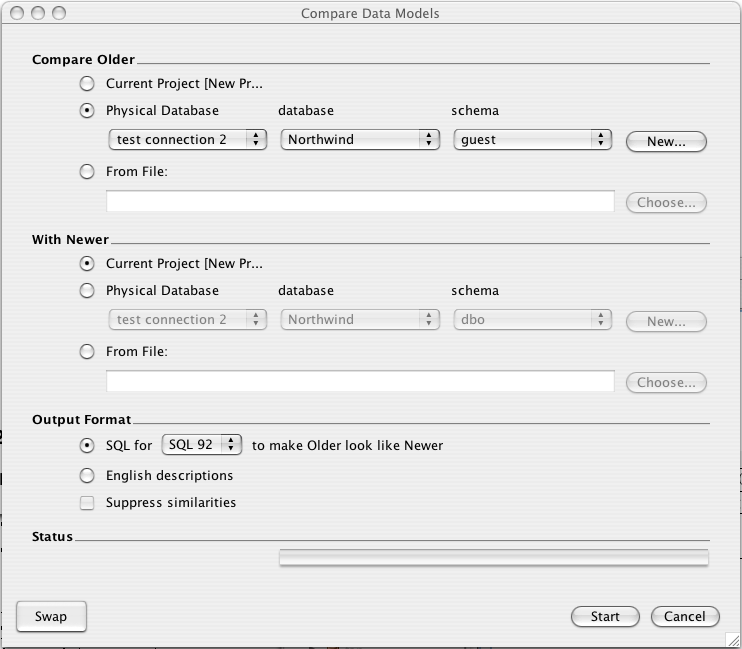 Compare Data Models
Compare Older
Current Project [New Pr...
Physical Database database schema
test connection 2 Northwind guest New...
From File:
Choose...
With Newer
Current Project [New Pr...
Physical Database database schema
test connection 2 Northwind dbo New...
From File:
Choose...
Output Format
SQL for SQL 92 to make Older look like Newer
English descriptions
Suppress similarities
Status
Swap Start Cancel